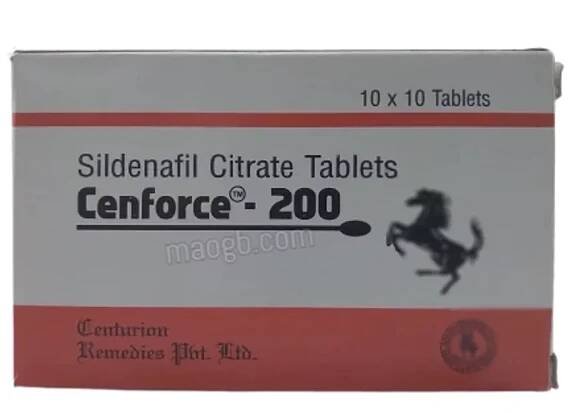 10 x 10 Tablets
Sildenafil Citrate Tablets
Cenforce™- 200
maogb.com
Centurion
Remedies Pvt. Ltd.